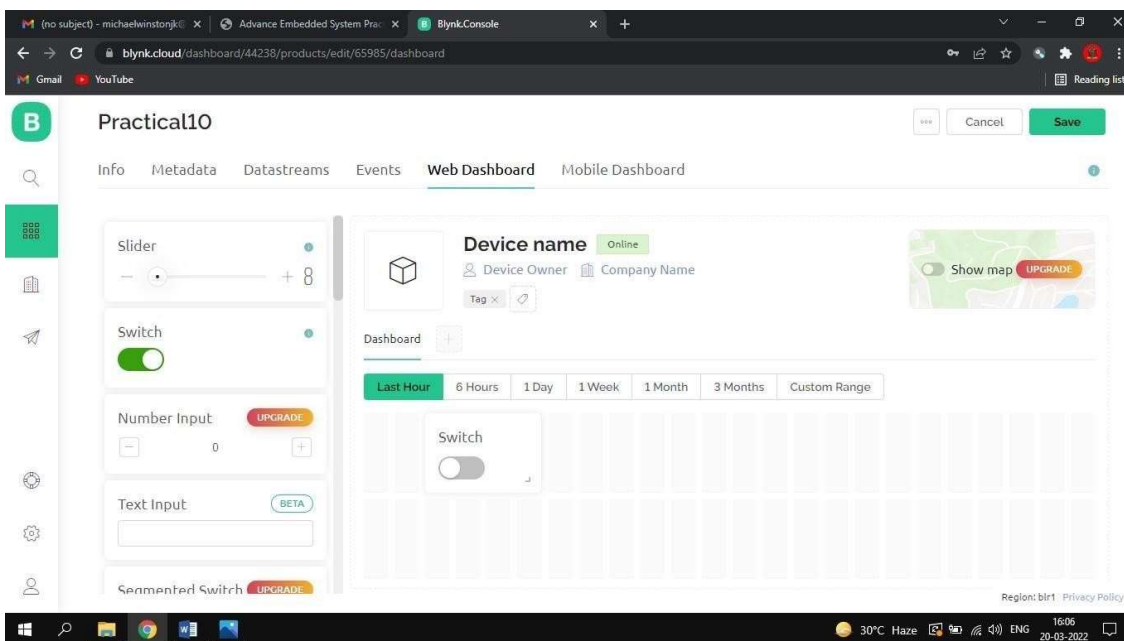 (no subject) - michaelwinstonjk@
Advance Embedded System Prac
Blynk.Console
blynk.cloud/dashboard/44238/products/edit/65985/dashboard
Gmail YouTube Reading list
B
Practical10
Cancel Save
Info Metadata Datastreams Events Web Dashboard Mobile Dashboard
Slider
— + 8
Device name Online
Device Owner Company Name
Tag ×
Show map UPGRADE
Switch
Dashboard +
Last Hour 6 Hours 1 Day 1 Week 1 Month 3 Months Custom Range
Number Input UPGRADE
— 0 +
Switch
Text Input BETA
Segmented Switch UPGRADE
Region: blr1 Privacy Policy
30°C Haze ENG 16:06
20-03-2022